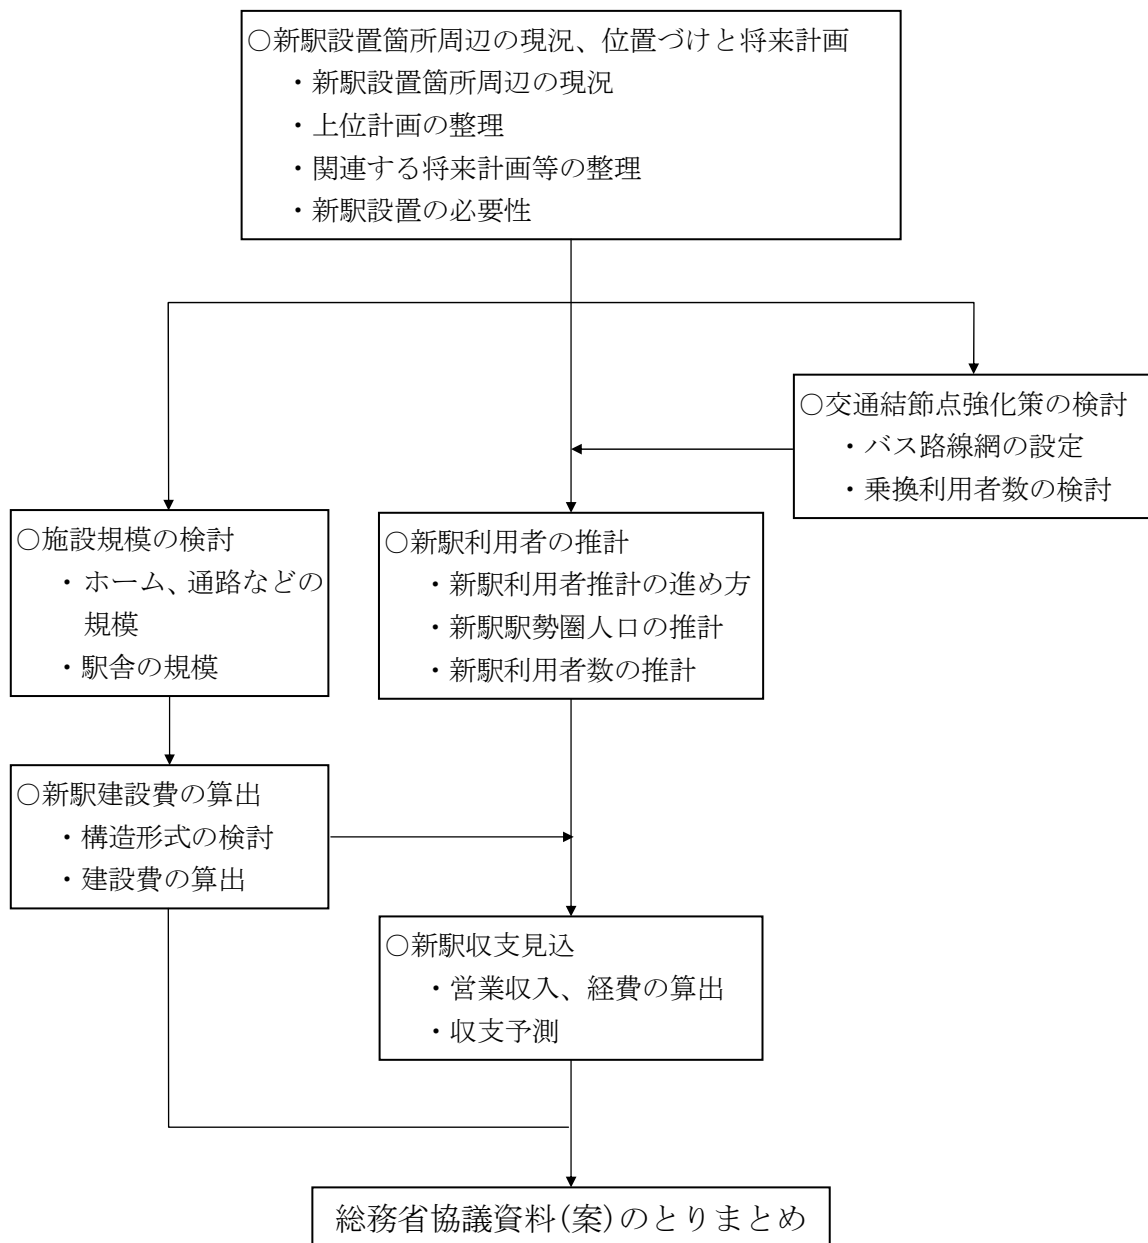 ○新駅設置箇所周辺の現況、位置づけと将来計画
・新駅設置箇所周辺の現況
・上位計画の整理
・関連する将来計画等の整理
・新駅設置の必要性
○交通結節点強化策の検討
・バス路線網の設定
・乗換利用者数の検討
○施設規模の検討
・ホーム、通路などの
規模
・駅舎の規模
○新駅利用者の推計
・新駅利用者推計の進め方
・新駅駅勢圏人口の推計
・新駅利用者数の推計
○新駅建設費の算出
・構造形式の検討
・建設費の算出
○新駅収支見込
・営業収入、経費の算出
・収支予測
総務省協議資料(案)のとりまとめ